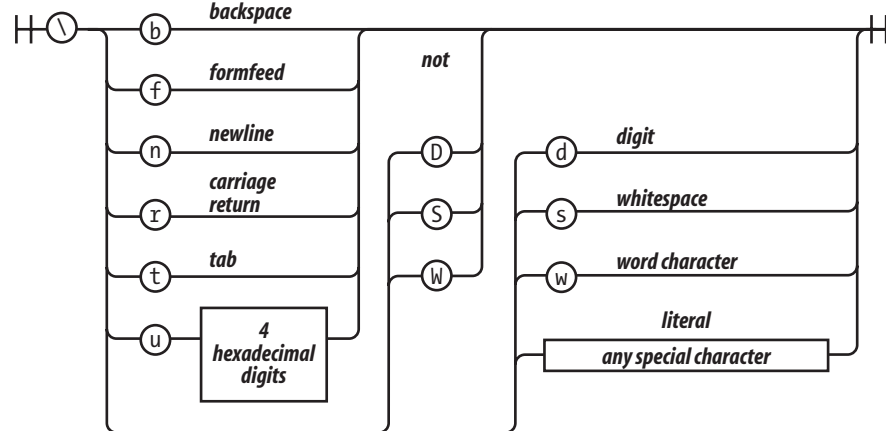 \
b backspace
f formfeed
n newline
r carriage
return
t tab
u 4
hexadecimal
digits
not
D
S
W
d digit
s whitespace
w word character
literal
any special character